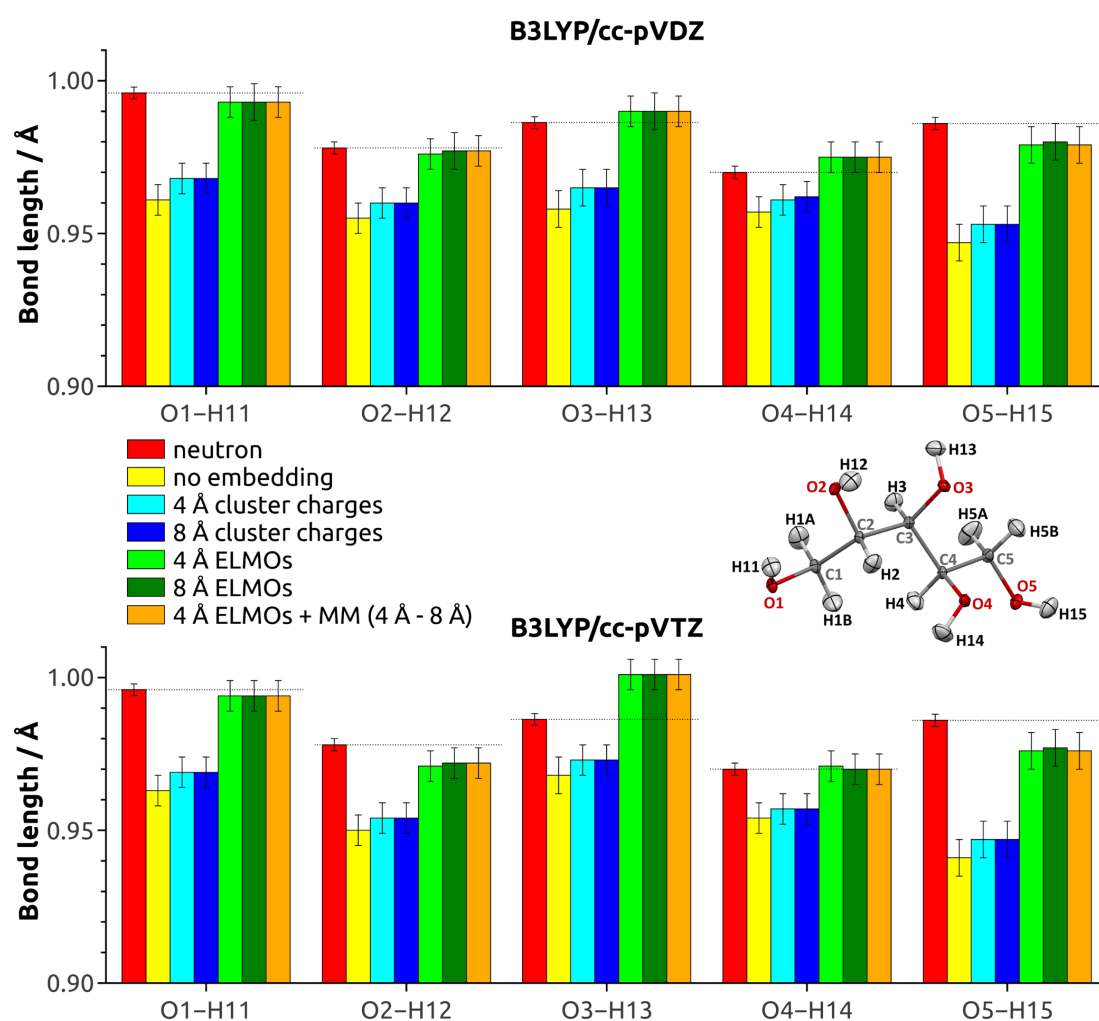 B3LYP/cc-pVDZ
Bond length / Å
1.00
0.95
0.90
O1–H11 O2–H12 O3–H13 O4–H14 O5–H15
neutron
no embedding
4 Å cluster charges
8 Å cluster charges
4 Å ELMOs
8 Å ELMOs
4 Å ELMOs + MM (4 Å - 8 Å)
H13
H12
O2 H3 O3
H1A C2 C3 H5A H5B
H11 C1 H2 C4 C5
O1 H1B H4 O4 O5
H14 H15
B3LYP/cc-pVTZ
Bond length / Å
1.00
0.95
0.90
O1–H11 O2–H12 O3–H13 O4–H14 O5–H15